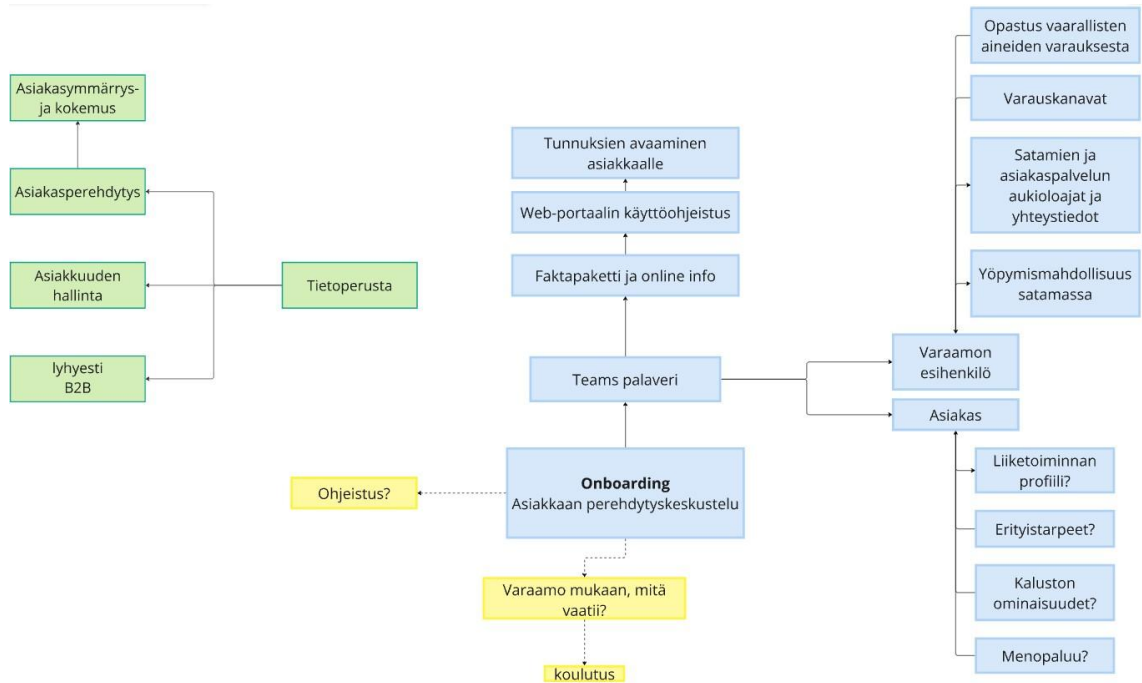 Asiakasymmärrys-
ja kokemus
Asiakasperehdytys
Asiakkuuden
hallinta
lyhyesti
B2B
Tietoperusta
Tunnuksien avaaminen
asiakkaalle
Web-portaalin käyttöohjeistus
Faktapaketti ja online info
Teams palaveri
Onboarding
Asiakkaan perehdytyskeskustelu
Ohjeistus?
Varaamo mukaan, mitä
vaatii?
koulutus
Opastus vaarallisten
aineiden varauksesta
Varauskanavat
Satamien ja
asiakaspalvelun
aukioloajat ja
yhteystiedot
Yöpymismahdollisuus
satamassa
Varaamon
esihenkilö
Asiakas
Liiketoiminnan
profiili?
Erityistarpeet?
Kaluston
ominaisuudet?
Menopaluu?